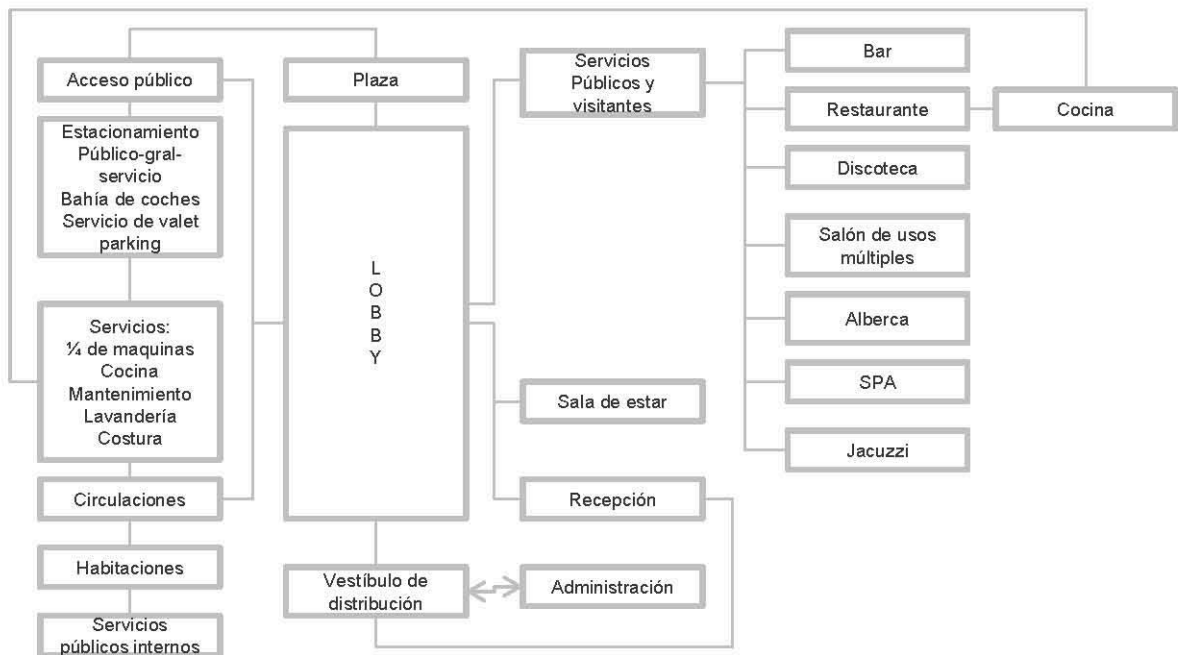 Acceso público
Plaza
Servicios
Públicos y
visitantes
Bar
Restaurante
Cocina
Estacionamiento
Público-gral-
servicio
Bahía de coches
Servicio de valet
parking
Discoteca
Salón de usos
múltiples
L
O
B
B
Y
Alberca
Servicios:
¼ de maquinas
Cocina
Mantenimiento
Lavandería
Costura
SPA
Sala de estar
Jacuzzi
Circulaciones
Recepción
Habitaciones
Vestíbulo de
distribución
Administración
Servicios
públicos internos